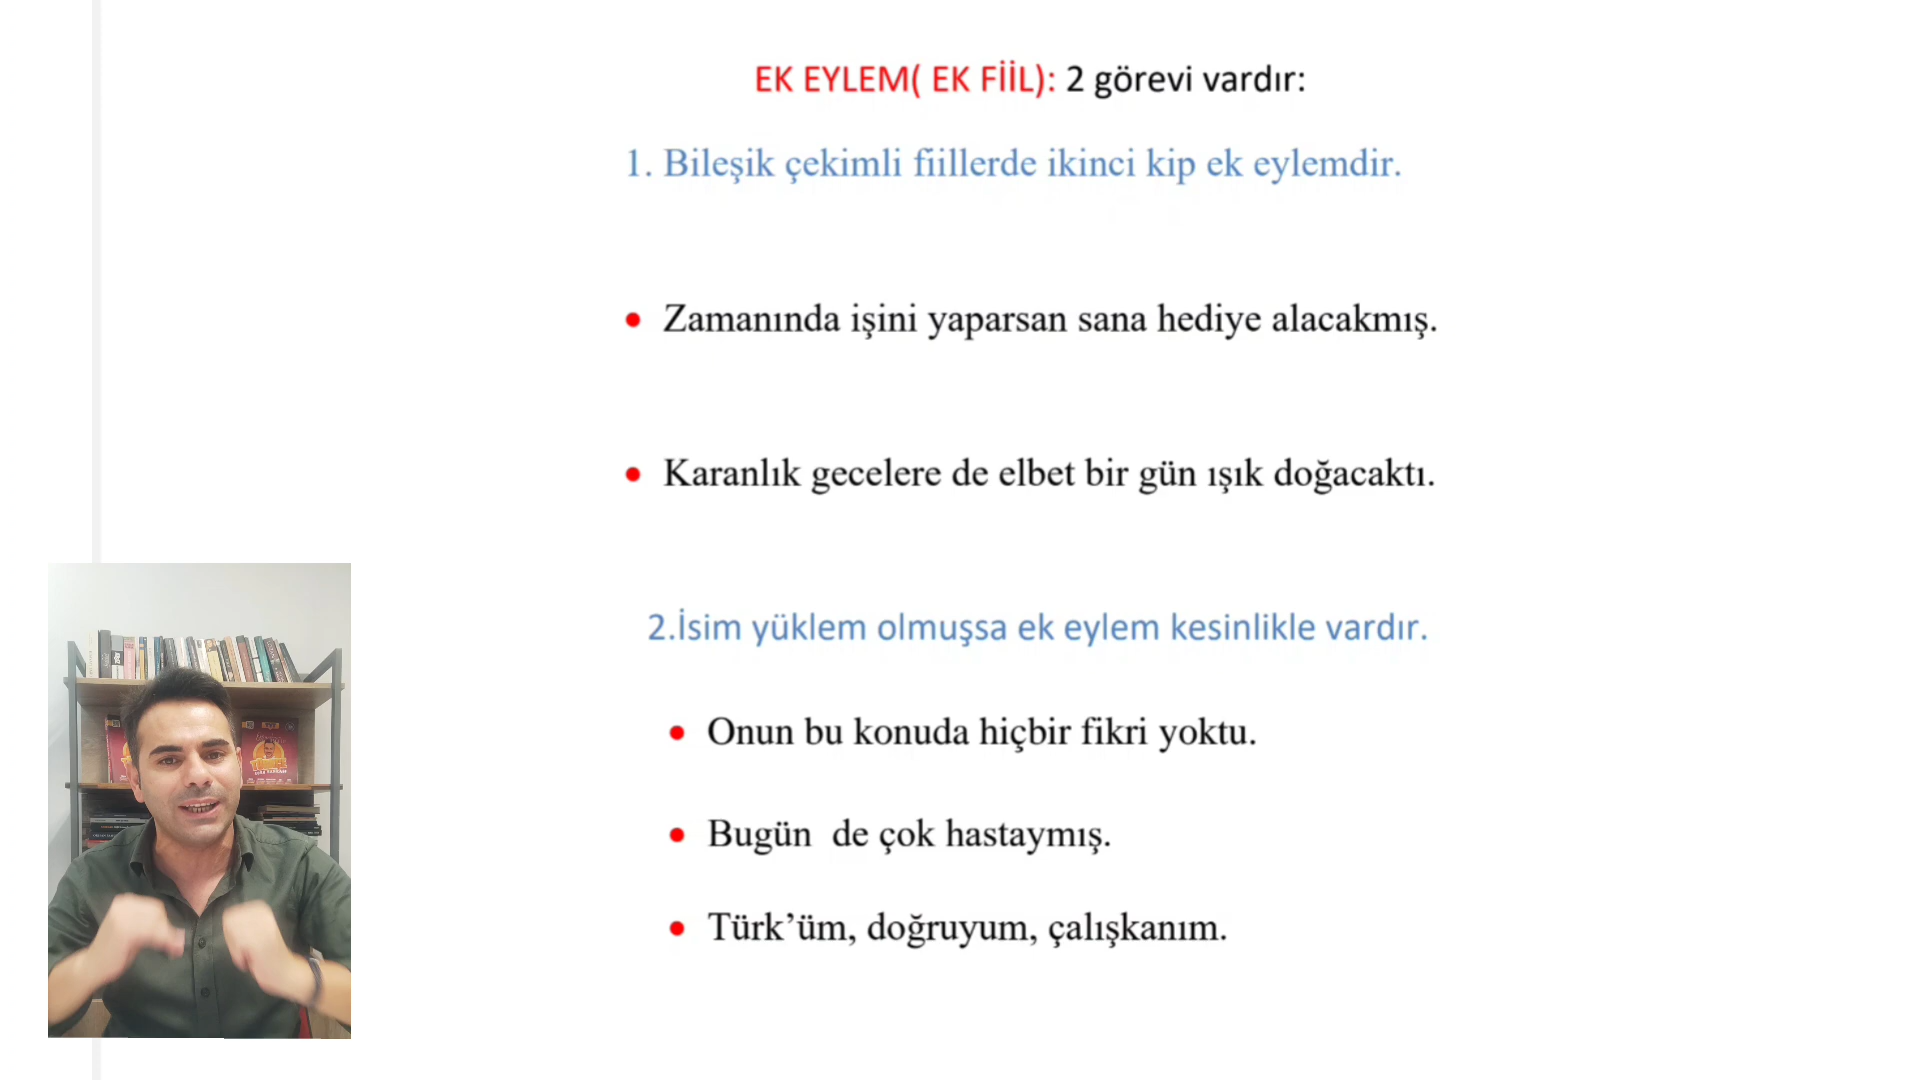 EK EYLEM( EK FİİL): 2 görevi vardır:
1. Bileşik çekimli fiillerde ikinci kip ek eylemdir.
• Zamanında işini yaparsan sana hediye alacakmış.
• Karanlık gecelere de elbet bir gün ışık doğacaktı.
2.İsim yüklem olmuşsa ek eylem kesinlikle vardır.
• Onun bu konuda hiçbir fikri yoktu.
• Bugün  de çok hastaymış.
• Türk’üm, doğruyum, çalışkanım.